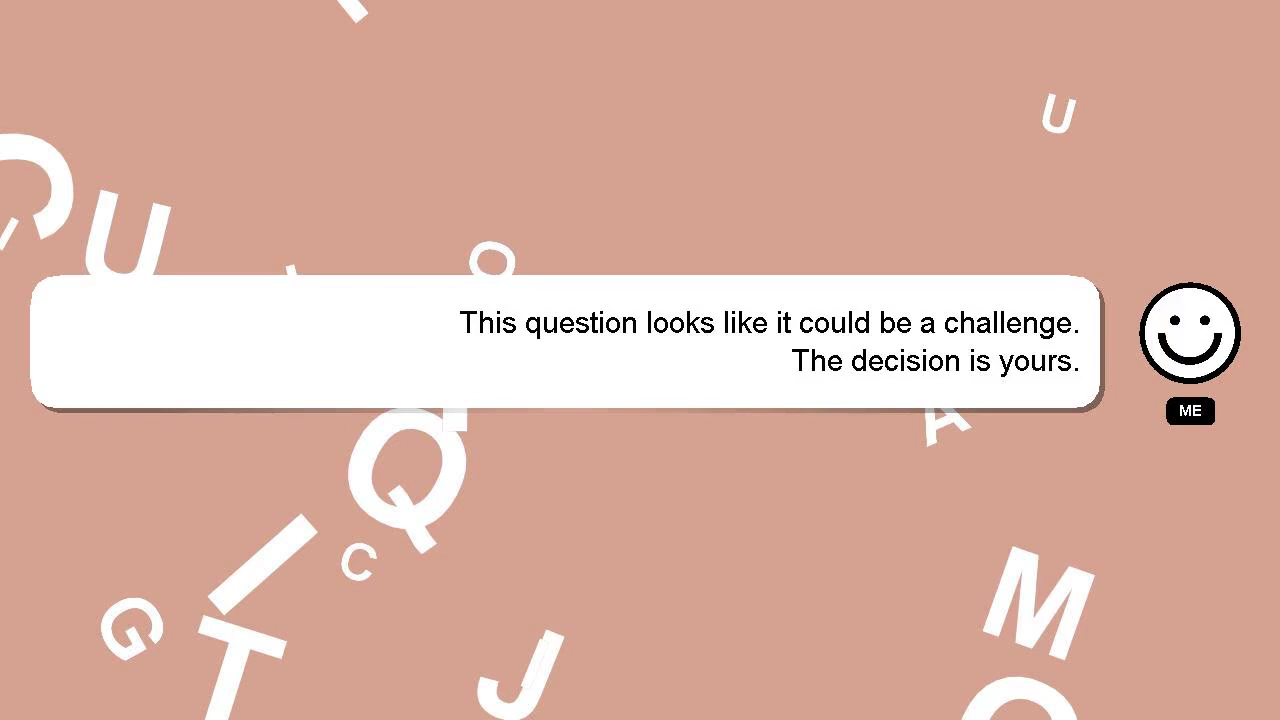 U
U
O
This question looks like it could be a challenge.
The decision is yours.
ME
A
Q
I
C
M
G
T
J